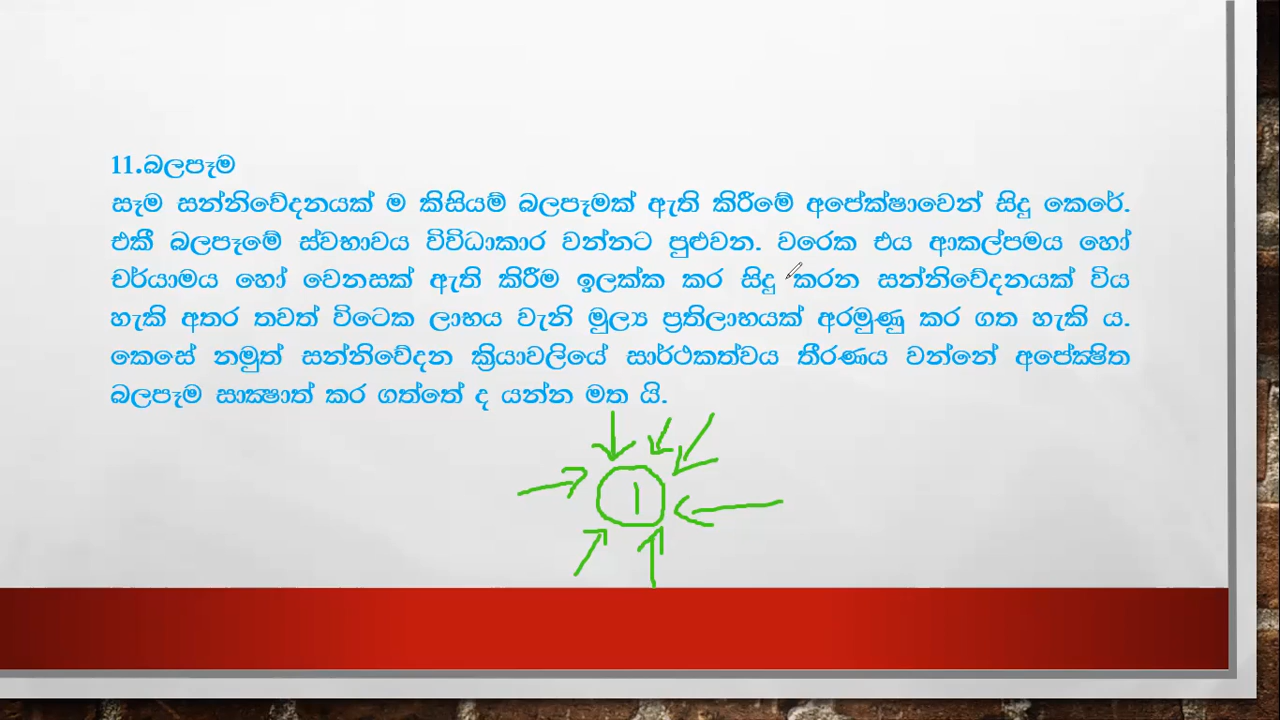 11.බලපෑම
සෑම සන්නිවේදනයක් ම කිසියම් බලපෑමක් ඇති කිරීමේ අපේක්ෂාවෙන් සිදු කෙරේ.
එකී බලපෑමේ ස්වභාවය විවිධාකාර වන්නට පුළුවන. වරෙක එය ආකල්පමය හෝ
චර්යාමය හෝ වෙනසක් ඇති කිරීම ඉලක්ක කර සිදු කරන සන්නිවේදනයක් විය
හැකි අතර තවත් විටෙක ලාභය වැනි මූල්‍ය ප්‍රතිලාභයක් අරමුණු කර ගත හැකි ය.
කෙසේ නමුත් සන්නිවේදන ක්‍රියාවලියේ සාර්ථකත්වය තීරණය වන්නේ අපේක්‍ෂිත
බලපෑම සාක්‍ෂාත් කර ගත්තේ ද යන්න මත යි.
1